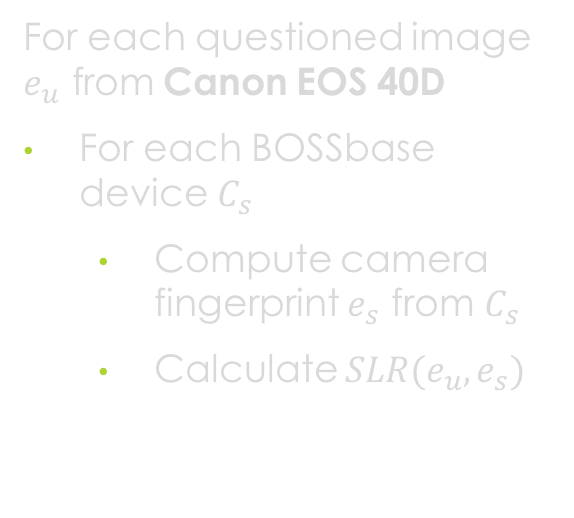 For each questioned image
e_u from Canon EOS 40D
• For each BOSSbase
device C_s
• Compute camera
fingerprint e_s from C_s
• Calculate SLR(e_u, e_s)